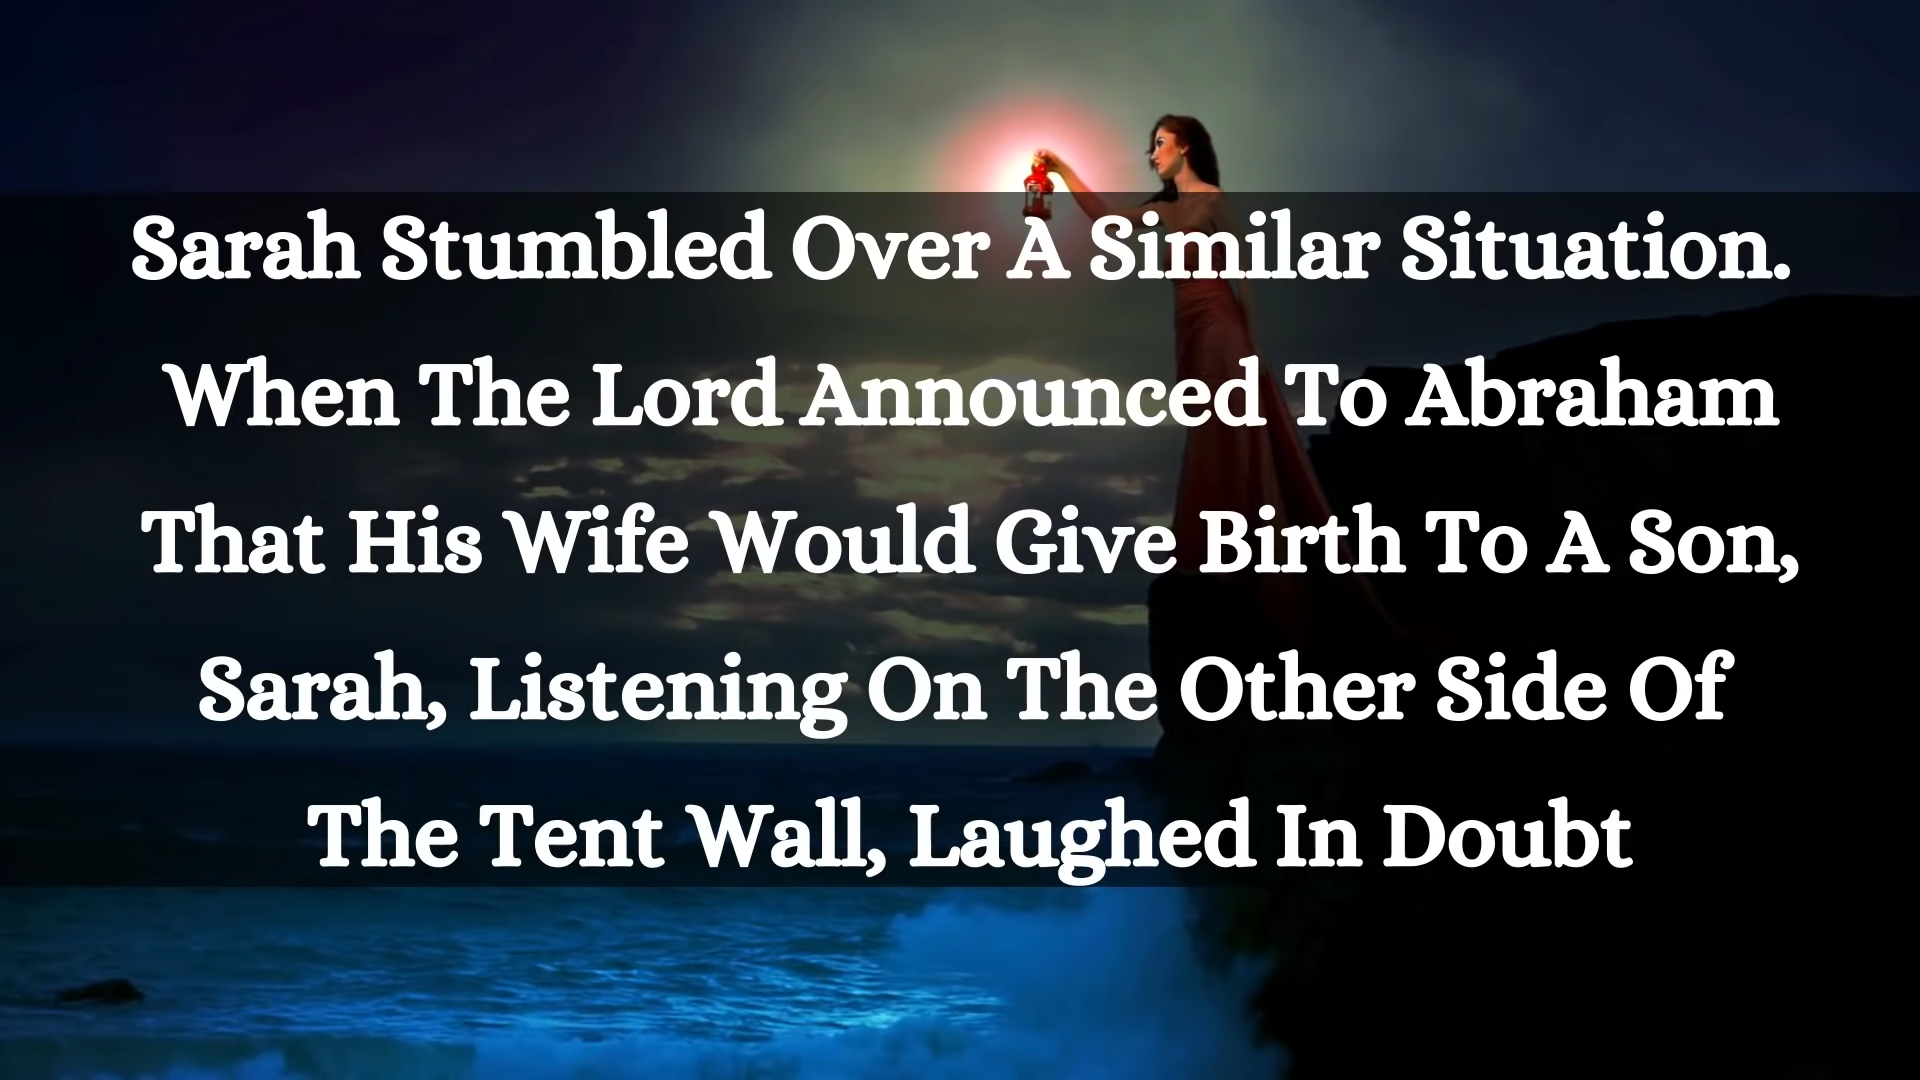 Sarah Stumbled Over A Similar Situation.
When The Lord Announced To Abraham
That His Wife Would Give Birth To A Son,
Sarah, Listening On The Other Side Of
The Tent Wall, Laughed In Doubt